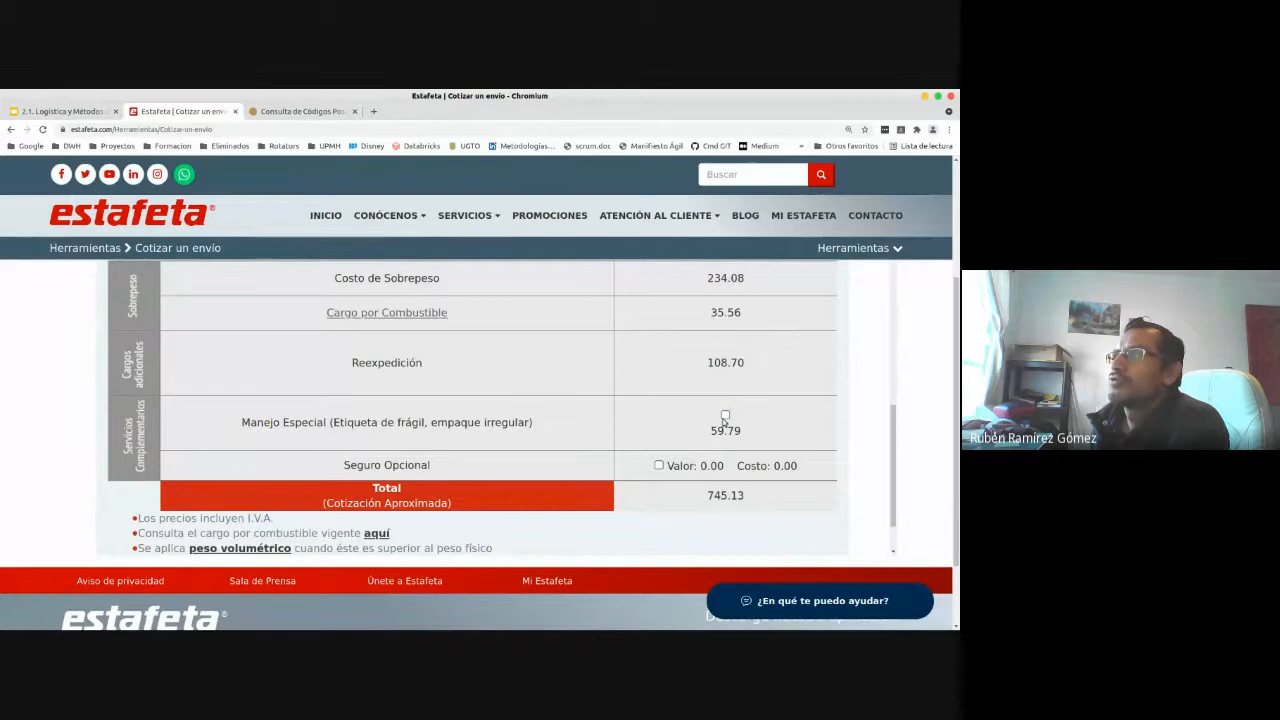 Estafeta | Cotizar un envío - Chromium
2.1. Logística y Métodos
Estafeta | Cotizar un enví
Consulta de Códigos Pos
estafeta.com/Herramientas/Cotizar-un-envio
Google DWH Proyectos Formacion Eliminados Rotators UPMH Disney Databricks UGTO Metodologías... scrum.doc Manifiesto Ágil Cmd GIT Medium » Otros favoritos Lista de lectura
Buscar
estafeta®
INICIO CONÓCENOS SERVICIOS PROMOCIONES ATENCIÓN AL CLIENTE BLOG MI ESTAFETA CONTACTO
Herramientas > Cotizar un envío
Herramientas
Sobrepeso
Costo de Sobrepeso 234.08
Cargo por Combustible 35.56
Cargos adicionales
Reexpedición 108.70
Servicios Complementarios
Manejo Especial (Etiqueta de frágil, empaque irregular) 59.79
Seguro Opcional Valor: 0.00 Costo: 0.00
Total
(Cotización Aproximada) 745.13
•Los precios incluyen I.V.A.
•Consulta el cargo por combustible vigente aquí
•Se aplica peso volumétrico cuando éste es superior al peso físico
Aviso de privacidad Sala de Prensa Únete a Estafeta Mi Estafeta
¿En qué te puedo ayudar?
estafeta®
Rubén Ramírez Gómez